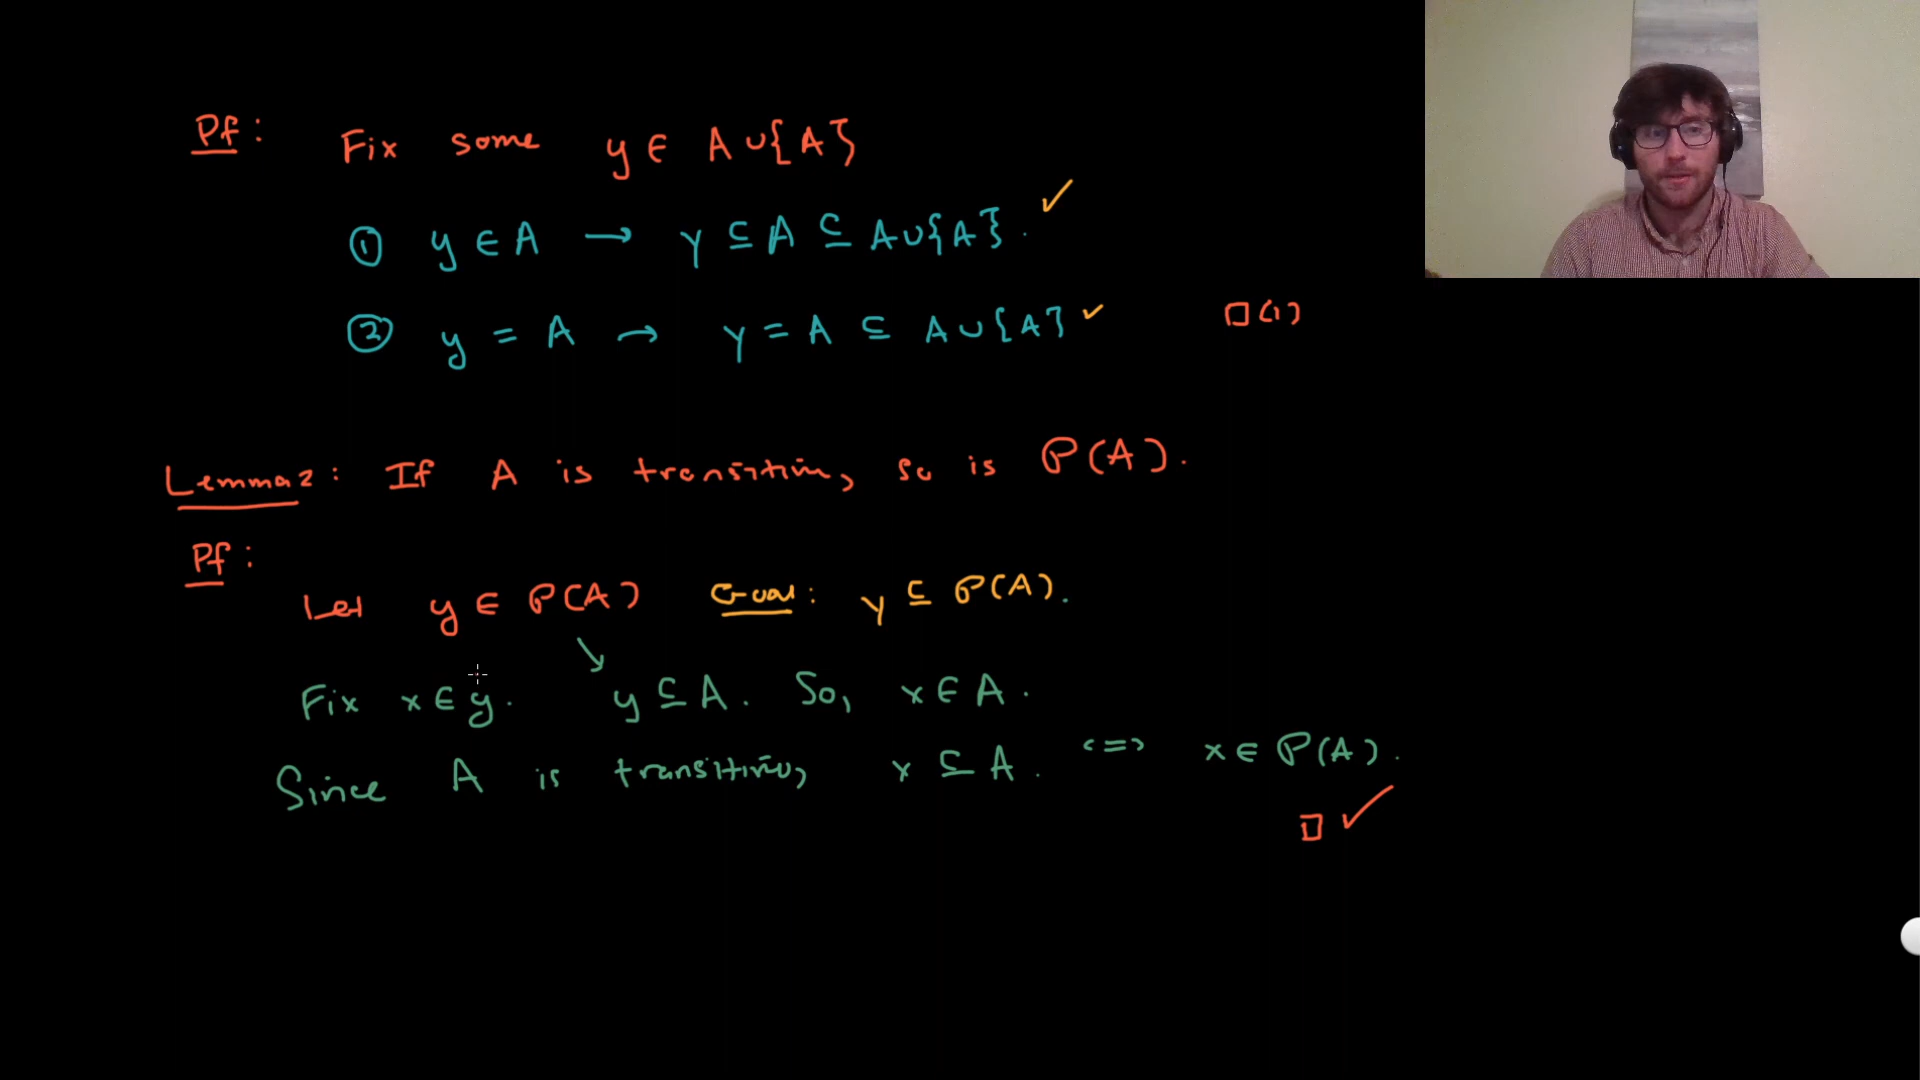 Pf: Fix some y ∈ A ∪ {A}
① y ∈ A → y ⊆ A ⊆ A ∪ {A}. ✓
② y = A → y = A ⊆ A ∪ {A} ✓ □ (1)
Lemma 2: If A is transitive, so is P(A).
Pf:
Let y ∈ P(A) Goal: y ⊆ P(A).
↘
Fix x ∈ y. y ⊆ A. So, x ∈ A.
Since A is transitive, x ⊆ A. <=> x ∈ P(A).
□ ✓